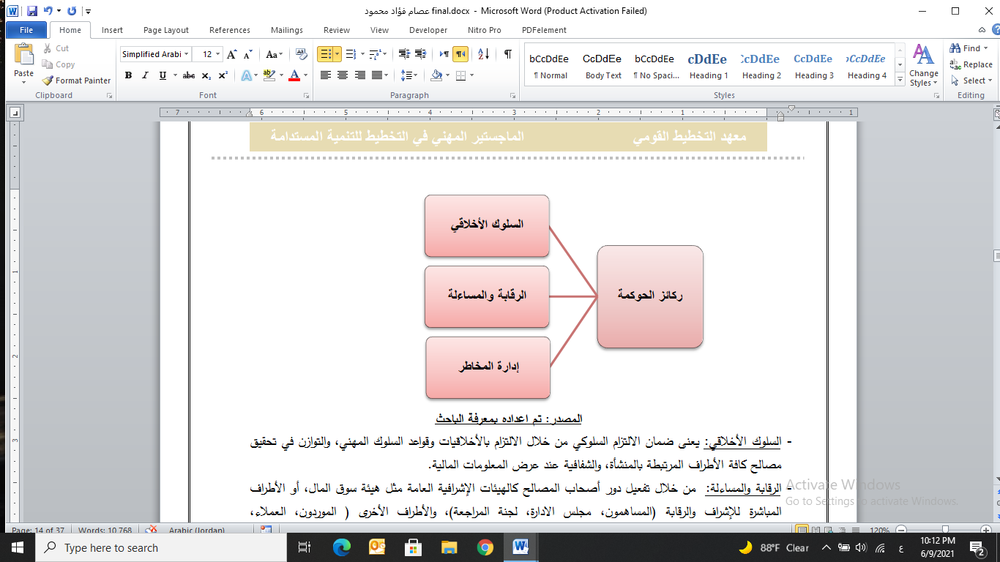 عصام فؤاد محمود final.docx - Microsoft Word (Product Activation Failed)
File Home Insert Page Layout References Mailings Review View Developer Nitro Pro PDFelement
Paste
Cut
Copy
Format Painter
Clipboard
Simplified Arabi 12
Font
Paragraph
bCcDdEe CcDdEe bCcDdEe cDdEe CcDdEe CcDdEe CcDdEe
¶ Normal Body Text ¶ No Spaci... Heading 1 Heading 2 Heading 3 Heading 4
Change Styles
Styles
Find
Replace
Select
Editing
7 6 5 4 3 2 1 1
معهد التخطيط القومي الماجستير المهني في التخطيط للتنمية المستدامة
ركائز الحوكمة
السلوك الأخلاقي
الرقابة والمساءلة
إدارة المخاطر
المصدر: تم اعداده بمعرفة الباحث
- السلوك الأخلاقي: يعنى ضمان الالتزام السلوكي من خلال الالتزام بالأخلاقيات وقواعد السلوك المهني، والتوازن في تحقيق
مصالح كافة الأطراف المرتبطة بالمنشأة، والشفافية عند عرض المعلومات المالية.
- الرقابة والمساءلة: من خلال تفعيل دور أصحاب المصالح كالهيئات الإشرافية العامة مثل هيئة سوق المال، أو الأطراف
المباشرة للإشراف والرقابة (المساهمون، مجلس الادارة، لجنة المراجعة)، والأطراف الأخرى ( الموردون، العملاء،
Activate Windows
Go to Settings to activate Windows.
Page: 14 of 37 Words: 10,768 Arabic (Jordan) 120%
Type here to search
88°F Clear
ع
10:12 PM
6/9/2021
2